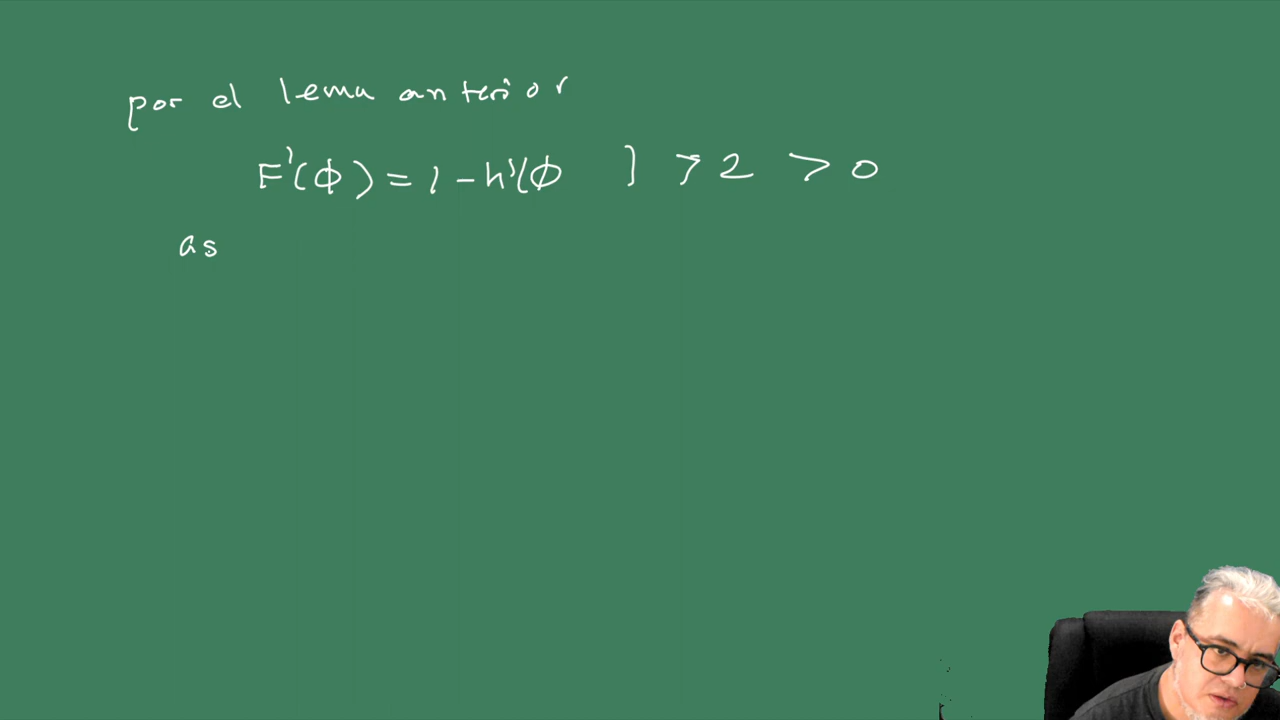 por el lema anterior
F'(ϕ) = 1 - h'(ϕ ) > 2 > 0
as